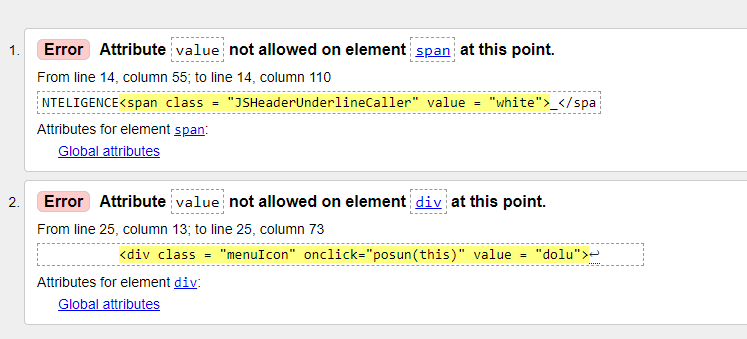 1. Error Attribute value not allowed on element span at this point.
From line 14, column 55; to line 14, column 110
NTELIGENCE<span class = "JSHeaderUnderlineCaller" value = "white">_</spa
Attributes for element span:
Global attributes
2. Error Attribute value not allowed on element div at this point.
From line 25, column 13; to line 25, column 73
<div class = "menuIcon" onclick="posun(this)" value = "dolu">↩
Attributes for element div:
Global attributes